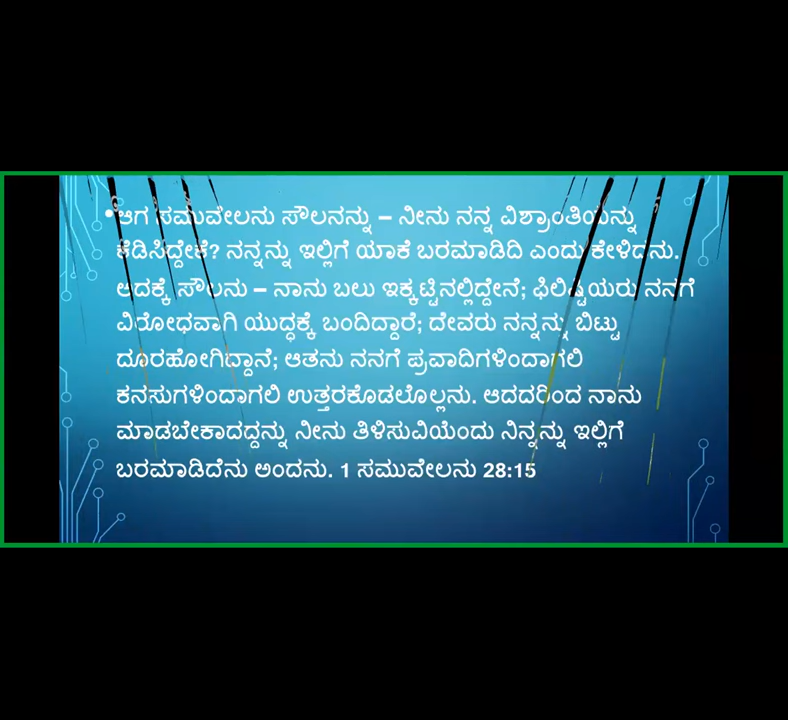 • ಆಗ ಸಮುವೇಲನು ಸೌಲನನ್ನು – ನೀನು ನನ್ನ ವಿಶ್ರಾಂತಿಯನ್ನು
ಕೆಡಿಸಿದ್ದೇಕೆ? ನನ್ನನ್ನು ಇಲ್ಲಿಗೆ ಯಾಕೆ ಬರಮಾಡಿದಿ ಎಂದು ಕೇಳಿದನು.
ಅದಕ್ಕೆ ಸೌಲನು – ನಾನು ಬಲು ಇಕ್ಕಟ್ಟಿನಲ್ಲಿದ್ದೇನೆ; ಫಿಲಿಷ್ಟಿಯರು ನನಗೆ
ವಿರೋಧವಾಗಿ ಯುದ್ಧಕ್ಕೆ ಬಂದಿದ್ದಾರೆ; ದೇವರು ನನ್ನನ್ನು ಬಿಟ್ಟು
ದೂರಹೋಗಿದ್ದಾನೆ; ಆತನು ನನಗೆ ಪ್ರವಾದಿಗಳಿಂದಾಗಲಿ
ಕನಸುಗಳಿಂದಾಗಲಿ ಉತ್ತರಕೊಡಲೊಲ್ಲನು. ಆದದರಿಂದ ನಾನು
ಮಾಡಬೇಕಾದದ್ದನ್ನು ನೀನು ತಿಳಿಸುವಿಯೆಂದು ನಿನ್ನನ್ನು ಇಲ್ಲಿಗೆ
ಬರಮಾಡಿದೆನು ಅಂದನು. 1 ಸಮುವೇಲನು 28:15